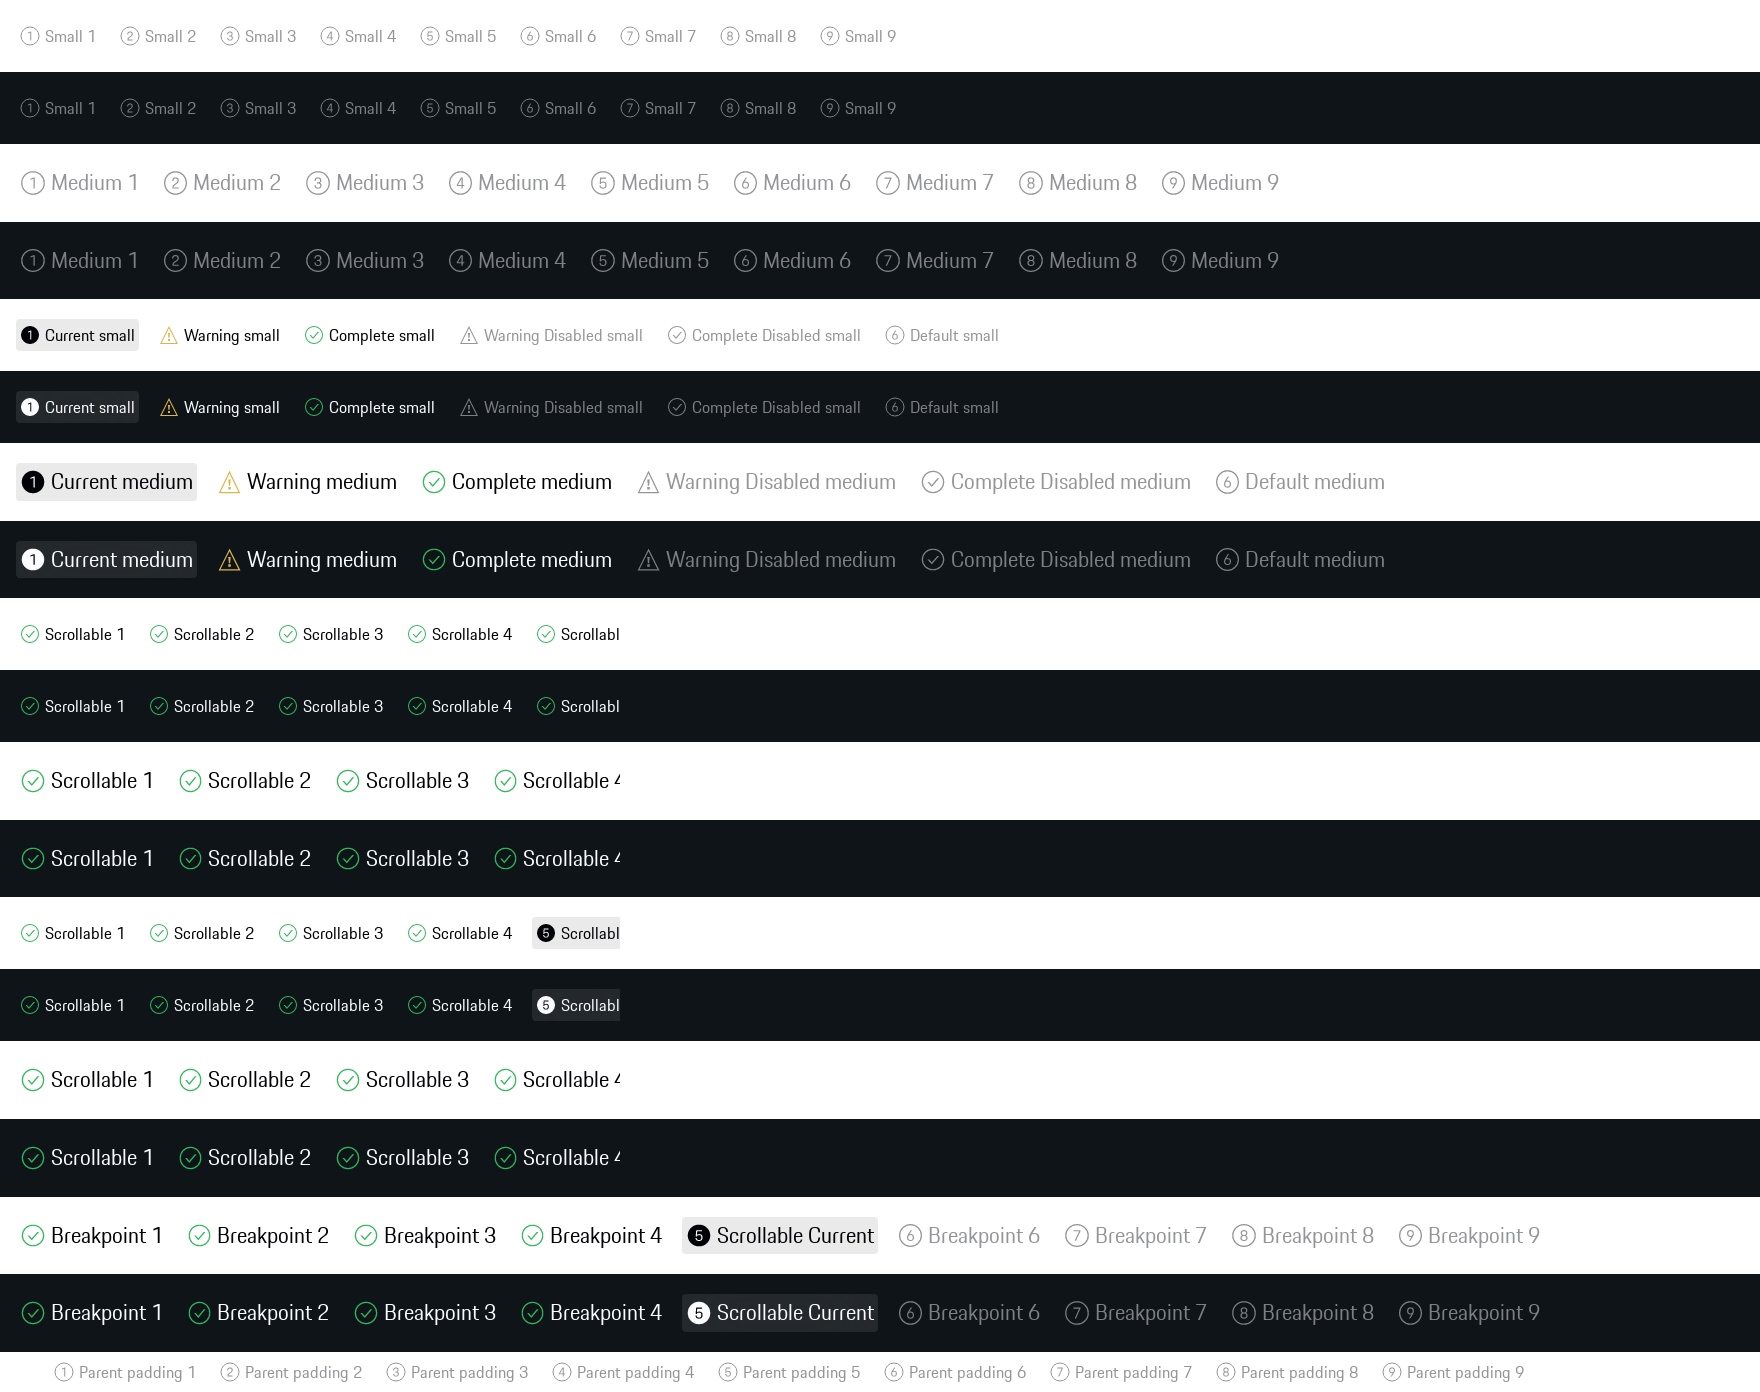 1 Small 1 2 Small 2 3 Small 3 4 Small 4 5 Small 5 6 Small 6 7 Small 7 8 Small 8 9 Small 9
1 Small 1 2 Small 2 3 Small 3 4 Small 4 5 Small 5 6 Small 6 7 Small 7 8 Small 8 9 Small 9
1 Medium 1 2 Medium 2 3 Medium 3 4 Medium 4 5 Medium 5 6 Medium 6 7 Medium 7 8 Medium 8 9 Medium 9
1 Medium 1 2 Medium 2 3 Medium 3 4 Medium 4 5 Medium 5 6 Medium 6 7 Medium 7 8 Medium 8 9 Medium 9
1 Current small Warning small Complete small Warning Disabled small Complete Disabled small 6 Default small
1 Current small Warning small Complete small Warning Disabled small Complete Disabled small 6 Default small
1 Current medium Warning medium Complete medium Warning Disabled medium Complete Disabled medium 6 Default medium
1 Current medium Warning medium Complete medium Warning Disabled medium Complete Disabled medium 6 Default medium
Scrollable 1 Scrollable 2 Scrollable 3 Scrollable 4 Scrollabl
Scrollable 1 Scrollable 2 Scrollable 3 Scrollable 4 Scrollabl
Scrollable 1 Scrollable 2 Scrollable 3 Scrollable 4
Scrollable 1 Scrollable 2 Scrollable 3 Scrollable 4
Scrollable 1 Scrollable 2 Scrollable 3 Scrollable 4 5 Scrollabl
Scrollable 1 Scrollable 2 Scrollable 3 Scrollable 4 5 Scrollabl
Scrollable 1 Scrollable 2 Scrollable 3 Scrollable 4
Scrollable 1 Scrollable 2 Scrollable 3 Scrollable 4
Breakpoint 1 Breakpoint 2 Breakpoint 3 Breakpoint 4 5 Scrollable Current 6 Breakpoint 6 7 Breakpoint 7 8 Breakpoint 8 9 Breakpoint 9
Breakpoint 1 Breakpoint 2 Breakpoint 3 Breakpoint 4 5 Scrollable Current 6 Breakpoint 6 7 Breakpoint 7 8 Breakpoint 8 9 Breakpoint 9
1 Parent padding 1 2 Parent padding 2 3 Parent padding 3 4 Parent padding 4 5 Parent padding 5 6 Parent padding 6 7 Parent padding 7 8 Parent padding 8 9 Parent padding 9